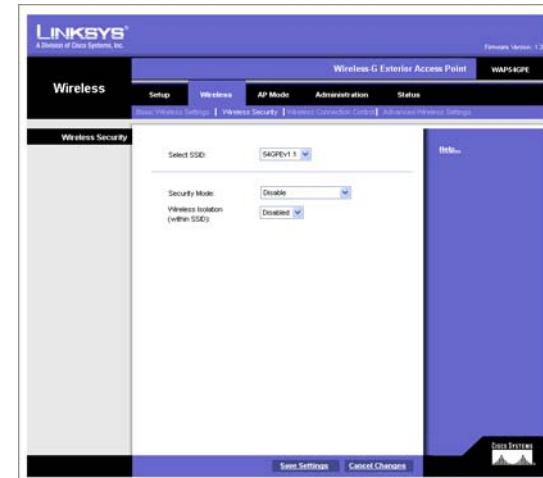 LINKSYS®
A Division of Cisco Systems, Inc.
Firmware Version: 1.
Wireless-G Exterior Access Point
WAP54GPE
Wireless
Setup
Wireless
AP Mode
Administration
Status
Basic Wireless Settings
Wireless Security
Wireless Connection Control
Advanced Wireless Settings
Wireless Security
Select SSID:
54GPEv1.1
Help...
Security Mode:
Disable
Wireless Isolation
(within SSID):
Disabled
Save Settings
Cancel Changes
CISCO SYSTEMS